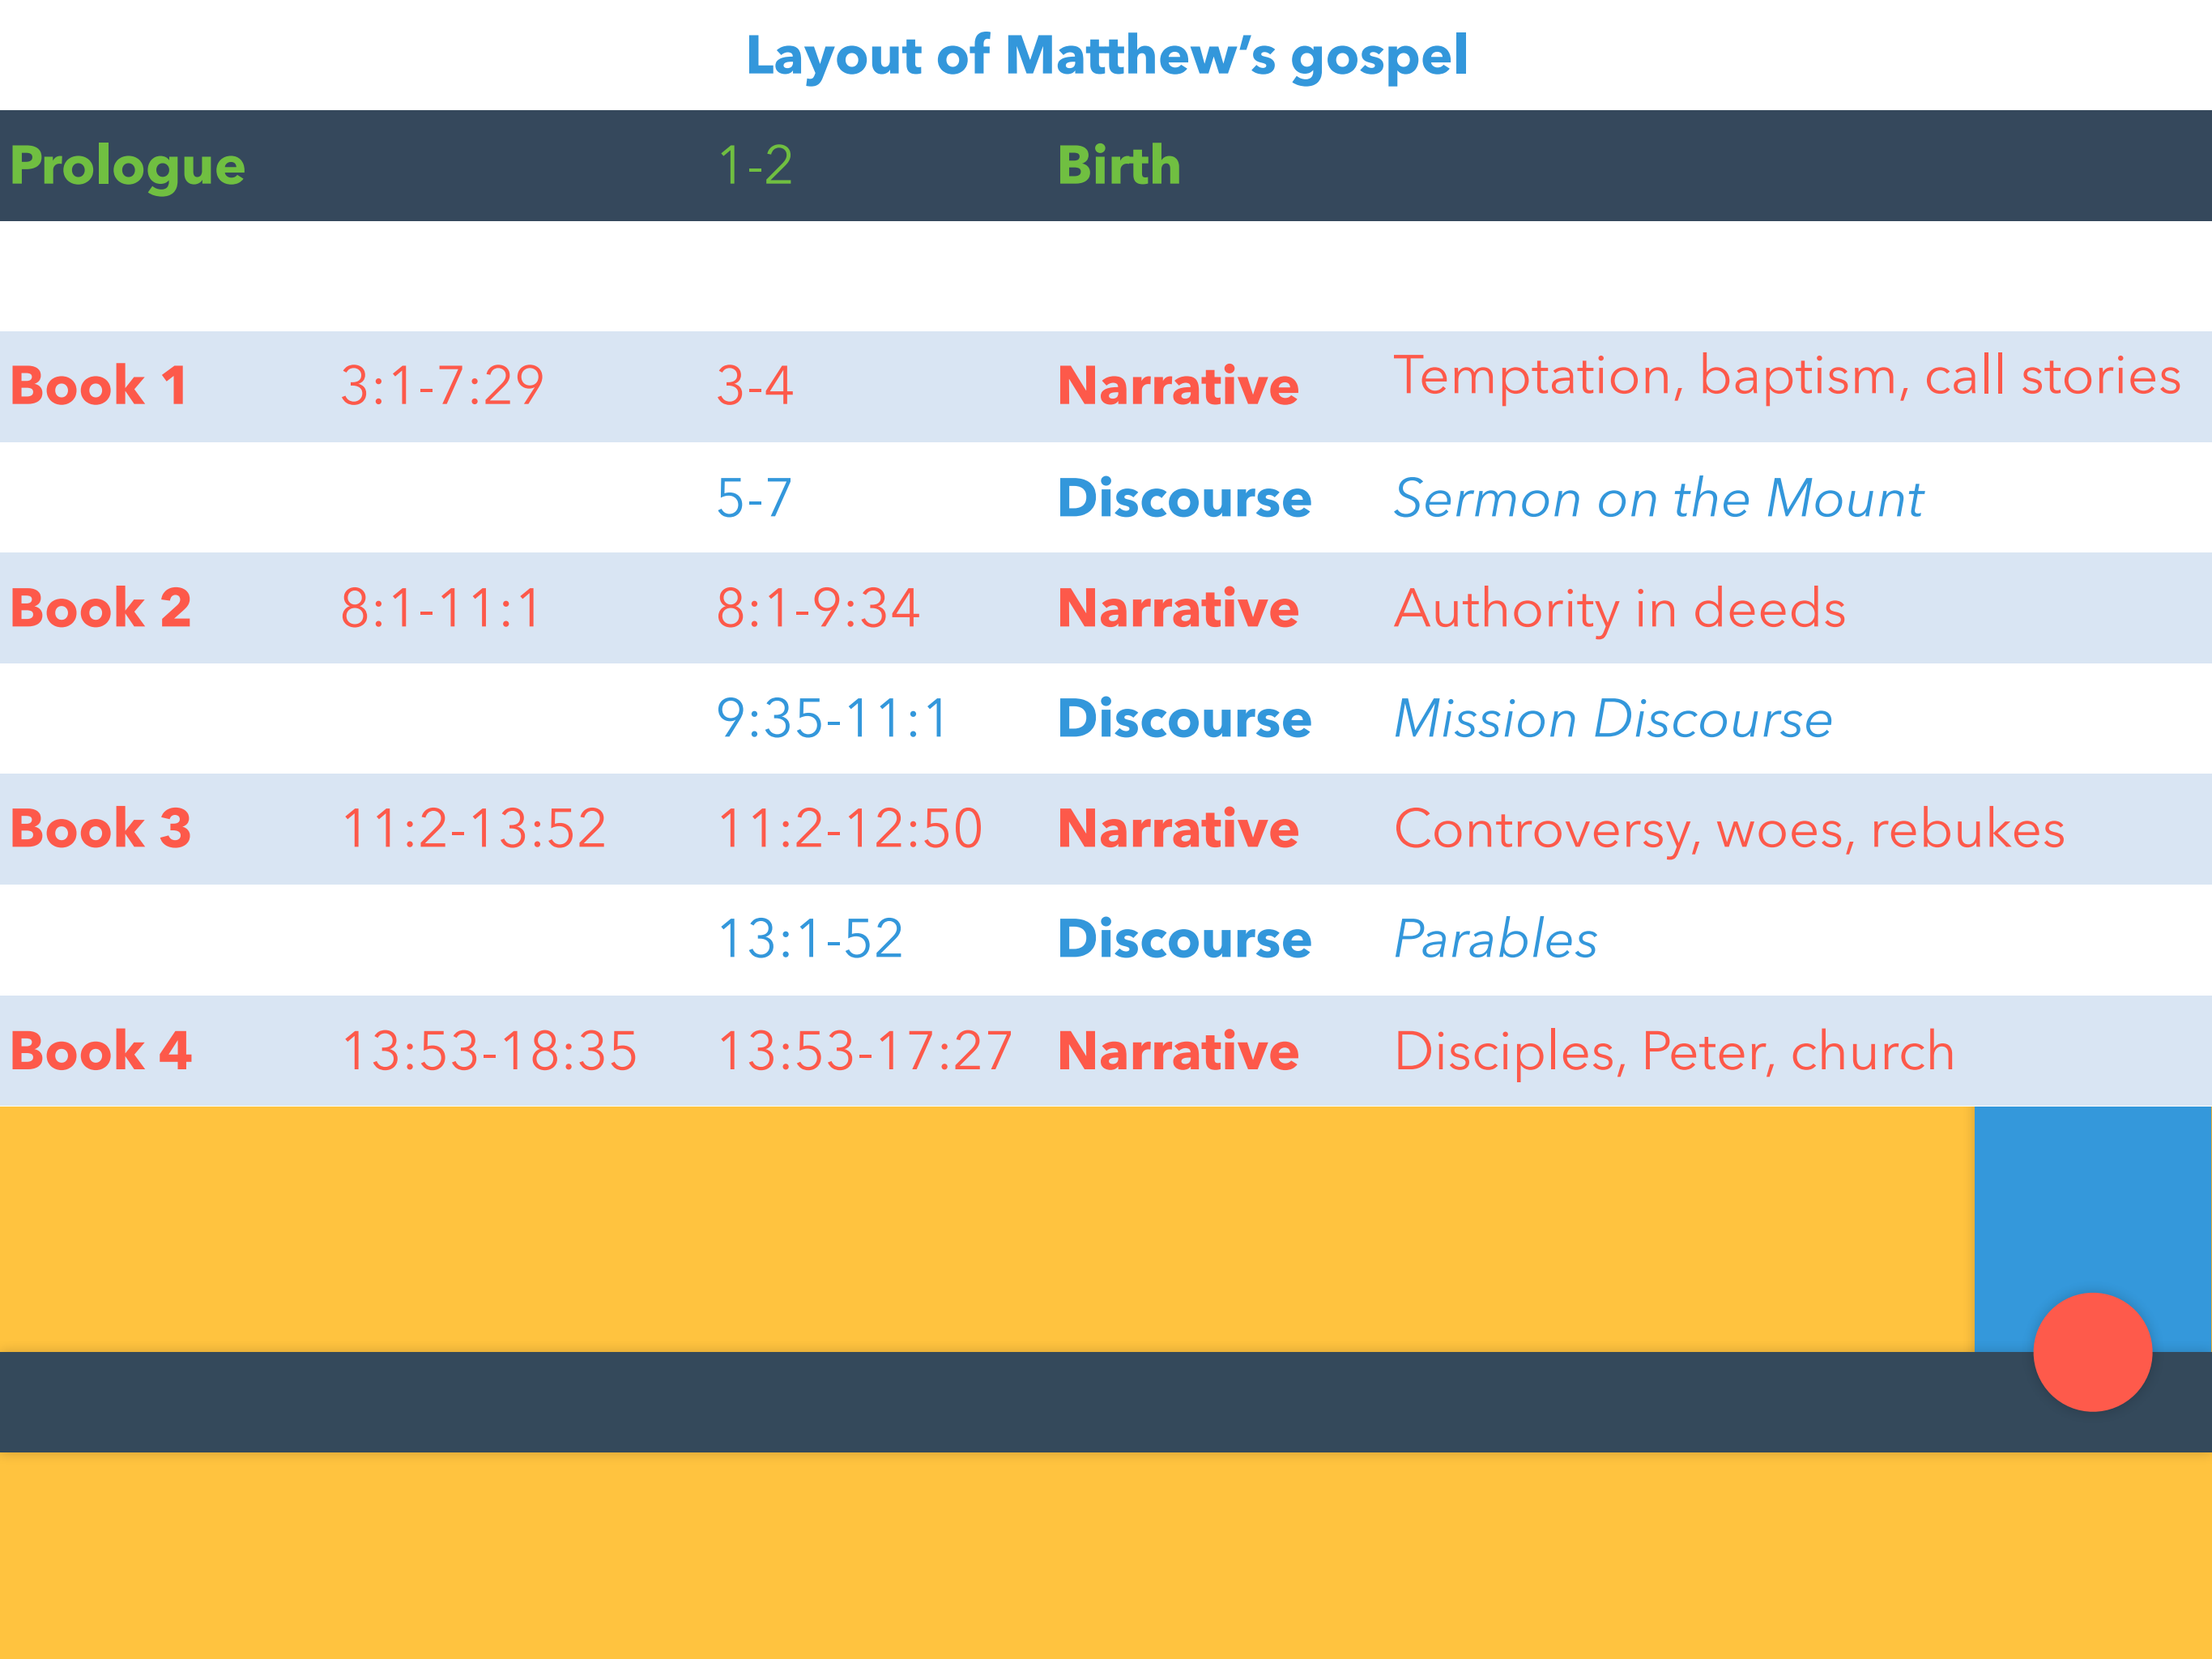 Layout of Matthew's gospel
Prologue 1-2 Birth
Book 1 3:1-7:29 3-4 Narrative Temptation, baptism, call stories
5-7 Discourse Sermon on the Mount
Book 2 8:1-11:1 8:1-9:34 Narrative Authority in deeds
9:35-11:1 Discourse Mission Discourse
Book 3 11:2-13:52 11:2-12:50 Narrative Controversy, woes, rebukes
13:1-52 Discourse Parables
Book 4 13:53-18:35 13:53-17:27 Narrative Disciples, Peter, church